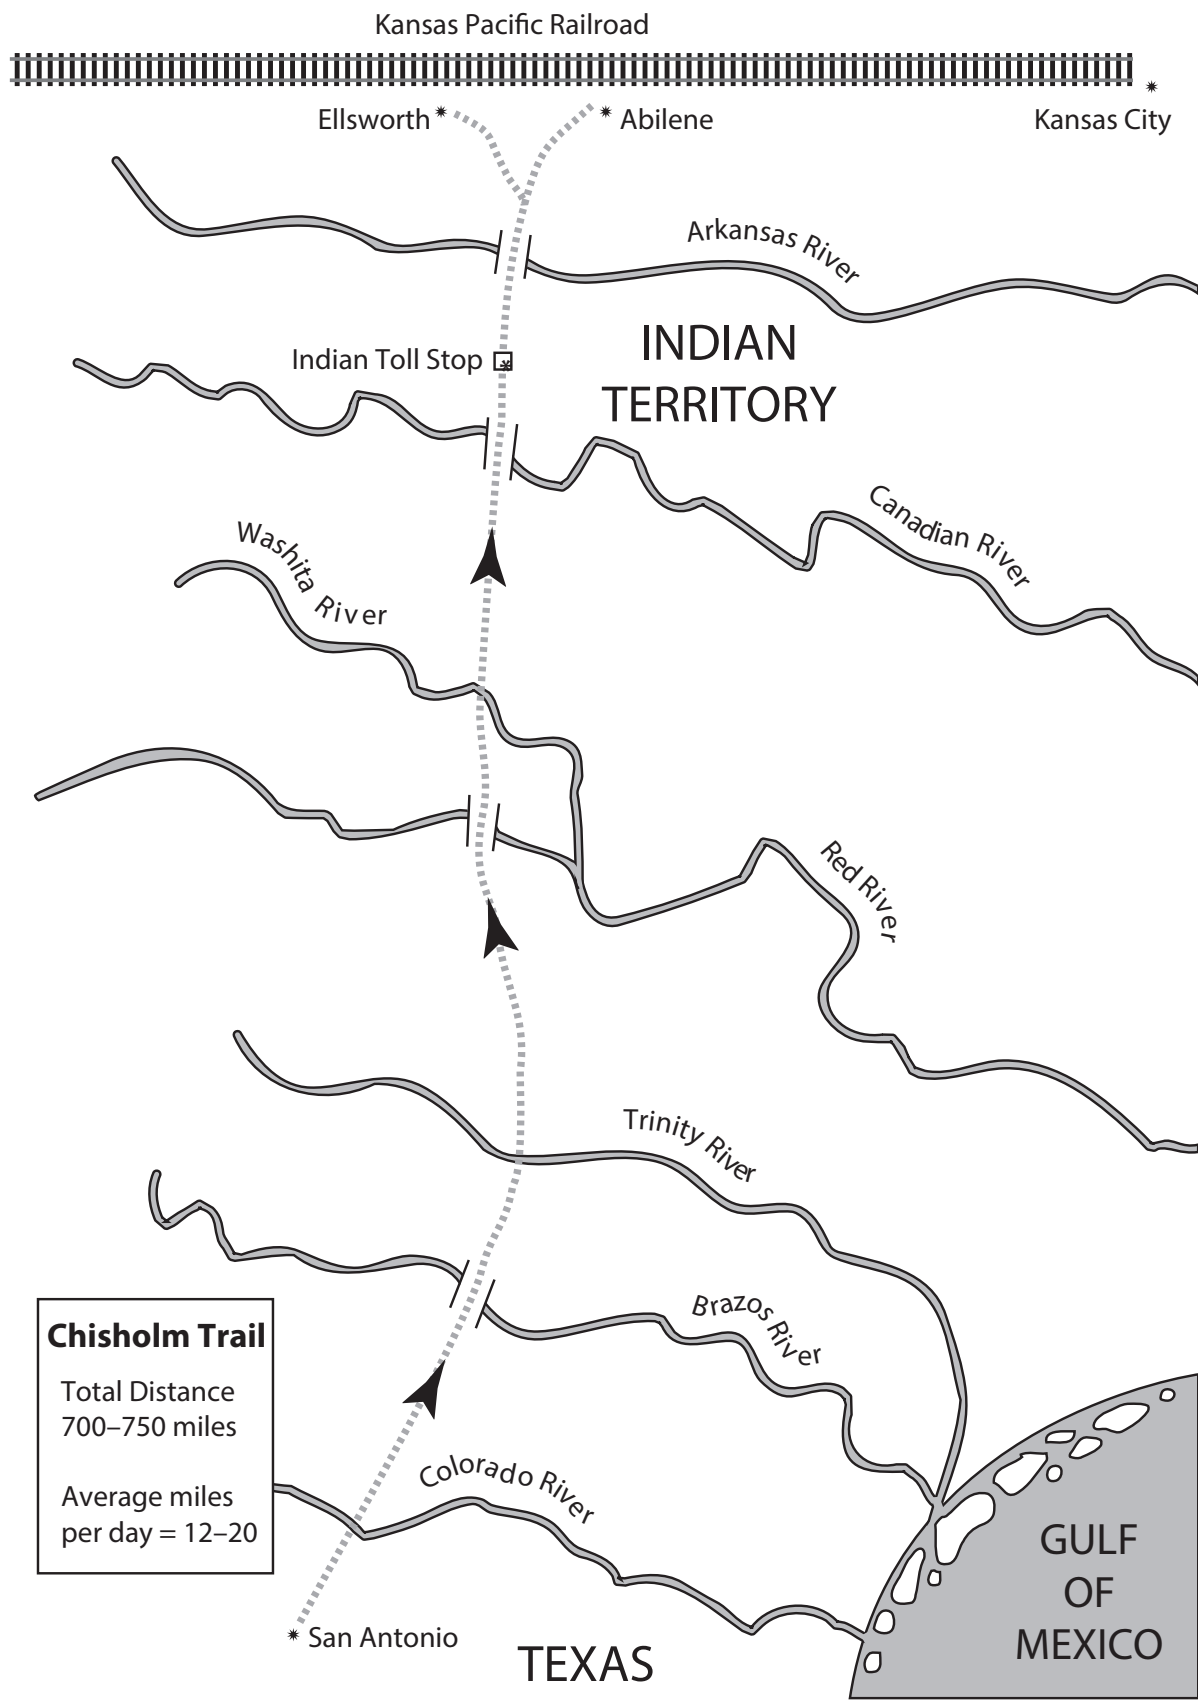 Kansas Pacific Railroad
Ellsworth
Abilene
Kansas City
Arkansas River
INDIAN
TERRITORY
Indian Toll Stop
Canadian River
Washita River
Red River
Trinity River
Brazos River
Chisholm Trail
Total Distance
700–750 miles
Average miles
per day = 12–20
Colorado River
GULF
OF
MEXICO
San Antonio
TEXAS